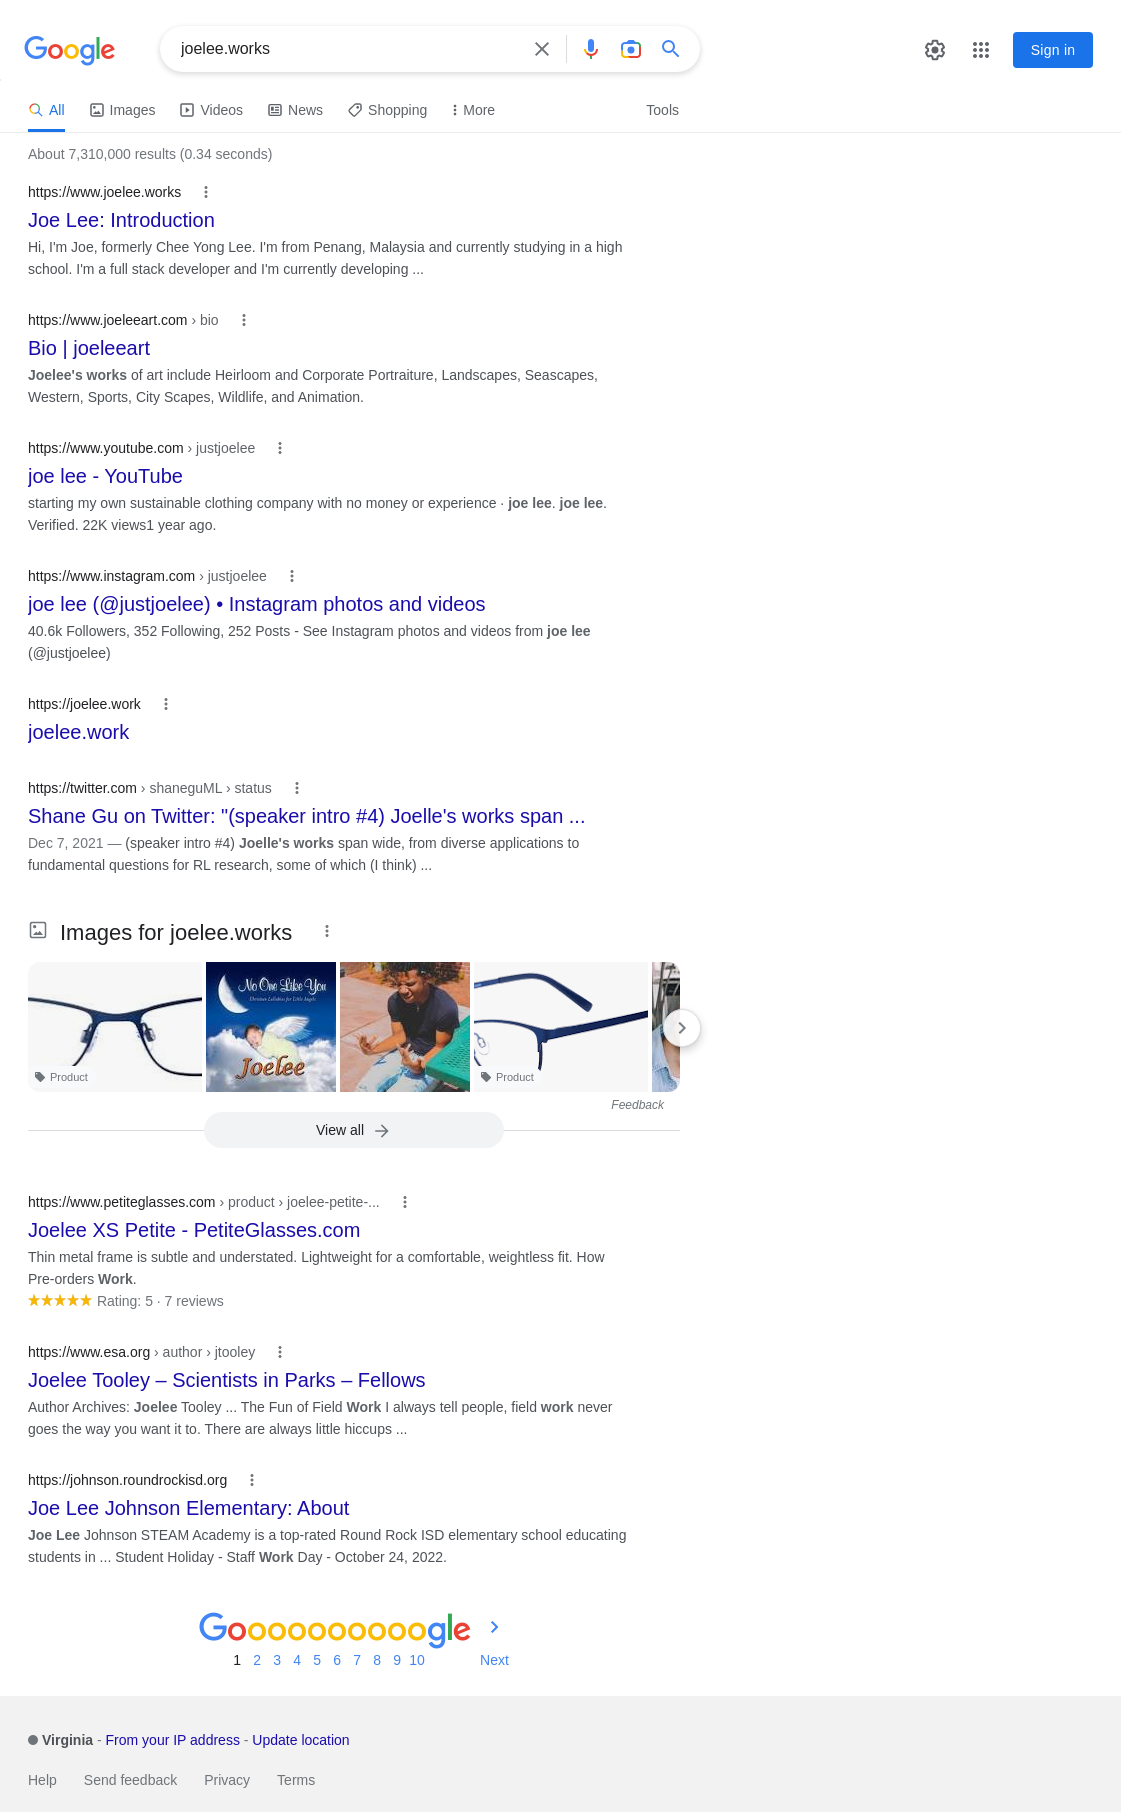 Google
joelee.works
Sign in
All Images Videos News Shopping More Tools
About 7,310,000 results (0.34 seconds)
https://www.joelee.works
Joe Lee: Introduction
Hi, I'm Joe, formerly Chee Yong Lee. I'm from Penang, Malaysia and currently studying in a high
school. I'm a full stack developer and I'm currently developing ...
https://www.joeleeart.com › bio
Bio | joeleeart
Joelee's works of art include Heirloom and Corporate Portraiture, Landscapes, Seascapes,
Western, Sports, City Scapes, Wildlife, and Animation.
https://www.youtube.com › justjoelee
joe lee - YouTube
starting my own sustainable clothing company with no money or experience · joe lee. joe lee.
Verified. 22K views1 year ago.
https://www.instagram.com › justjoelee
joe lee (@justjoelee) • Instagram photos and videos
40.6k Followers, 352 Following, 252 Posts - See Instagram photos and videos from joe lee
(@justjoelee)
https://joelee.work
joelee.work
https://twitter.com › shaneguML › status
Shane Gu on Twitter: "(speaker intro #4) Joelle's works span ...
Dec 7, 2021 — (speaker intro #4) Joelle's works span wide, from diverse applications to
fundamental questions for RL research, some of which (I think) ...
Images for joelee.works
No One Like You
Christian Lullabies for Little Angels
Joelee
Product
Product
Feedback
View all
https://www.petiteglasses.com › product › joelee-petite-...
Joelee XS Petite - PetiteGlasses.com
Thin metal frame is subtle and understated. Lightweight for a comfortable, weightless fit. How
Pre-orders Work.
Rating: 5 · 7 reviews
https://www.esa.org › author › jtooley
Joelee Tooley – Scientists in Parks – Fellows
Author Archives: Joelee Tooley ... The Fun of Field Work I always tell people, field work never
goes the way you want it to. There are always little hiccups ...
https://johnson.roundrockisd.org
Joe Lee Johnson Elementary: About
Joe Lee Johnson STEAM Academy is a top-rated Round Rock ISD elementary school educating
students in ... Student Holiday - Staff Work Day - October 24, 2022.
Goooooooooogle
1 2 3 4 5 6 7 8 9 10 Next
Virginia - From your IP address - Update location
Help Send feedback Privacy Terms